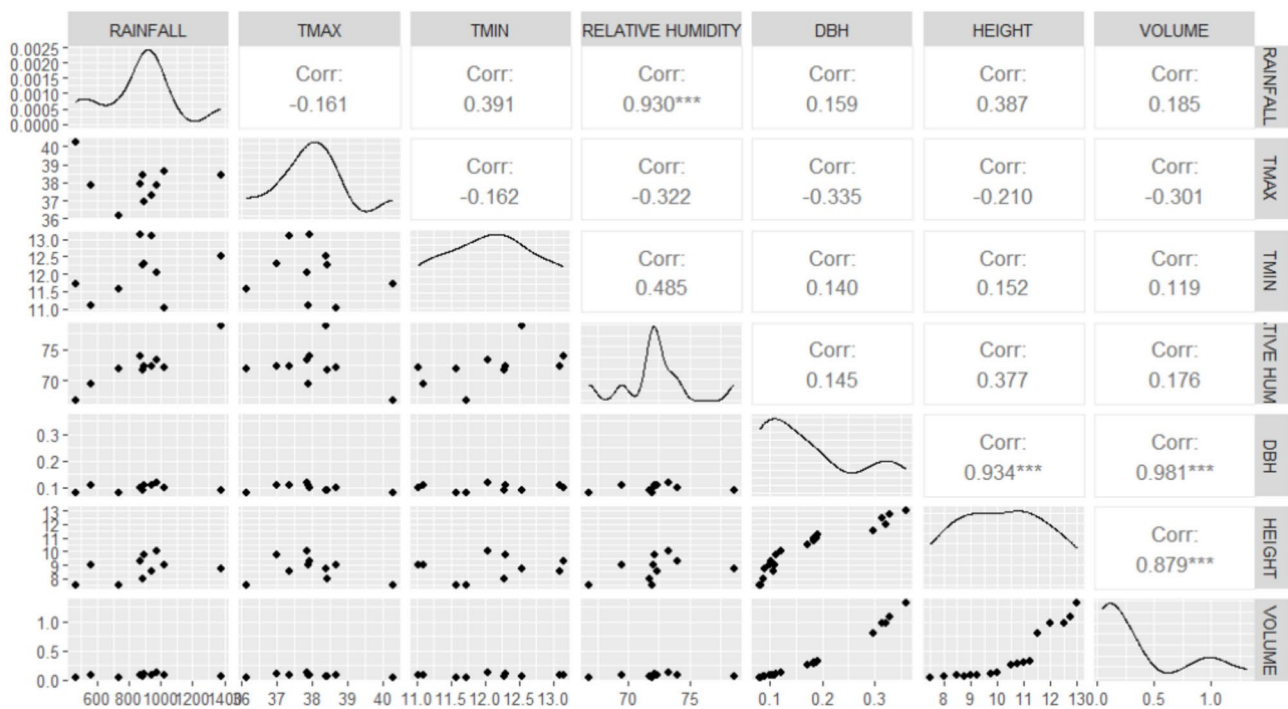 RAINFALL TMAX TMIN RELATIVE HUMIDITY DBH HEIGHT VOLUME
0.0025
0.0020
0.0015
0.0010
0.0005
0.0000
Corr: Corr: Corr: Corr: Corr: Corr:
-0.161 0.391 0.930*** 0.159 0.387 0.185
RAINFALL
40
39
38
37
36
Corr: Corr: Corr: Corr: Corr:
-0.162 -0.322 -0.335 -0.210 -0.301
TMAX
13.0
12.5
12.0
11.5
11.0
Corr: Corr: Corr: Corr:
0.485 0.140 0.152 0.119
TMIN
75
70
Corr: Corr: Corr:
0.145 0.377 0.176
TIVE HUM
0.3
0.2
0.1
Corr: Corr:
0.934*** 0.981***
DBH
13
12
11
10
9
8
Corr:
0.879***
HEIGHT
1.0
0.5
0.0
VOLUME
600 800 1000 1200 1400 36 37 38 39 40 11.0 11.5 12.0 12.5 13.0 70 75 0.1 0.2 0.3 8 9 10 11 12 13 0.0 0.5 1.0